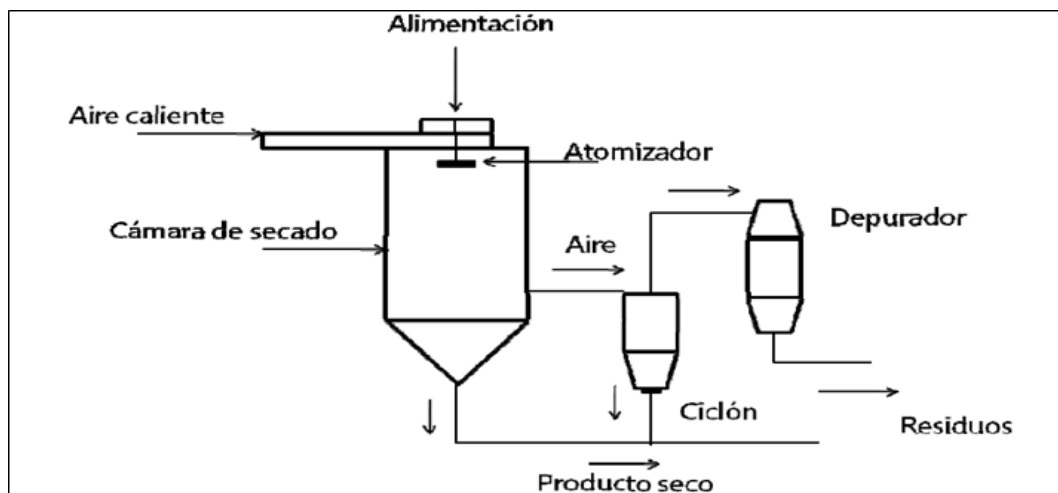 Alimentación
Aire caliente
Atomizador
Depurador
Cámara de secado
Aire
Ciclón
Residuos
Producto seco